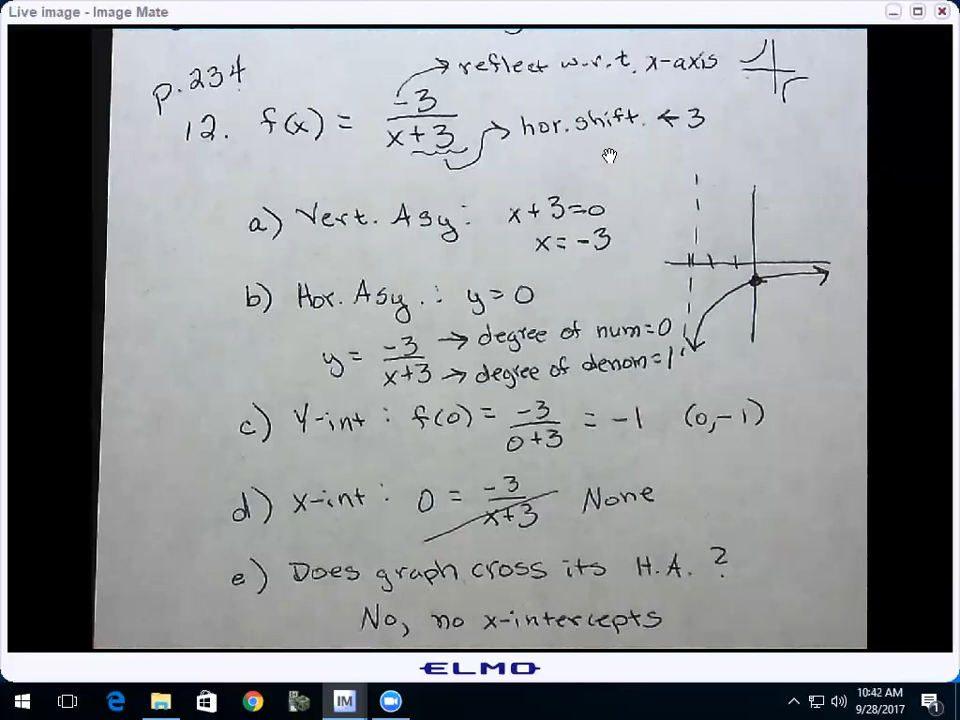 Live image - Image Mate
p. 234
→ reflect w.r.t. x-axis
12. f(x) = -3 / x+3 → hor. shift. ← 3
a) Vert. Asy: x+3=0
x= -3
b) Hor. Asy.: y=0
y = -3 / x+3 → degree of num=0
→ degree of denom=1
c) Y-int: f(0) = -3 / 0+3 = -1 (0,-1)
d) x-int: 0 = -3 / x+3 None
e) Does graph cross its H.A.?
No, no x-intercepts
ELMO
IM
10:42 AM
9/28/2017
1